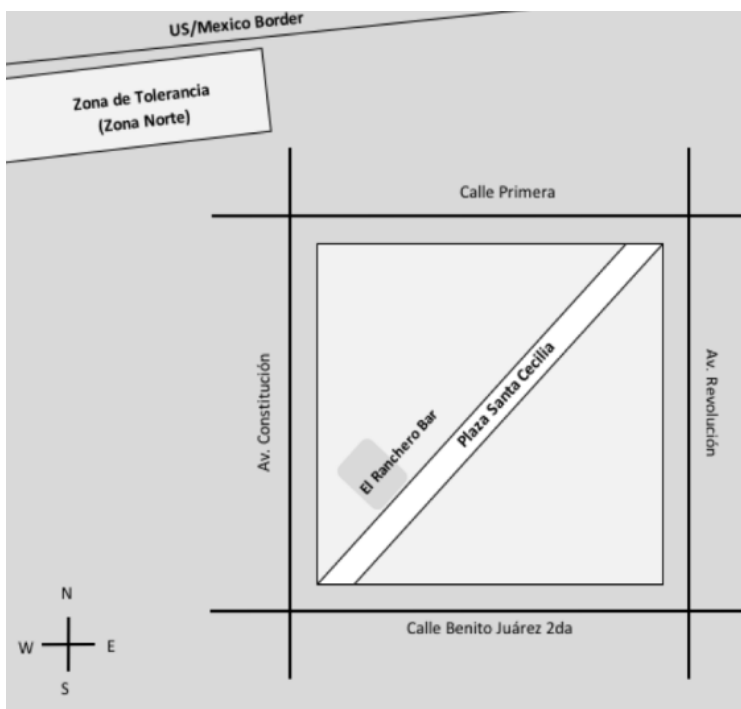 US/Mexico Border
Zona de Tolerancia
(Zona Norte)
Calle Primera
Av. Constitución
Av. Revolución
Plaza Santa Cecilia
El Ranchero Bar
Calle Benito Juárez 2da
N
W E
S